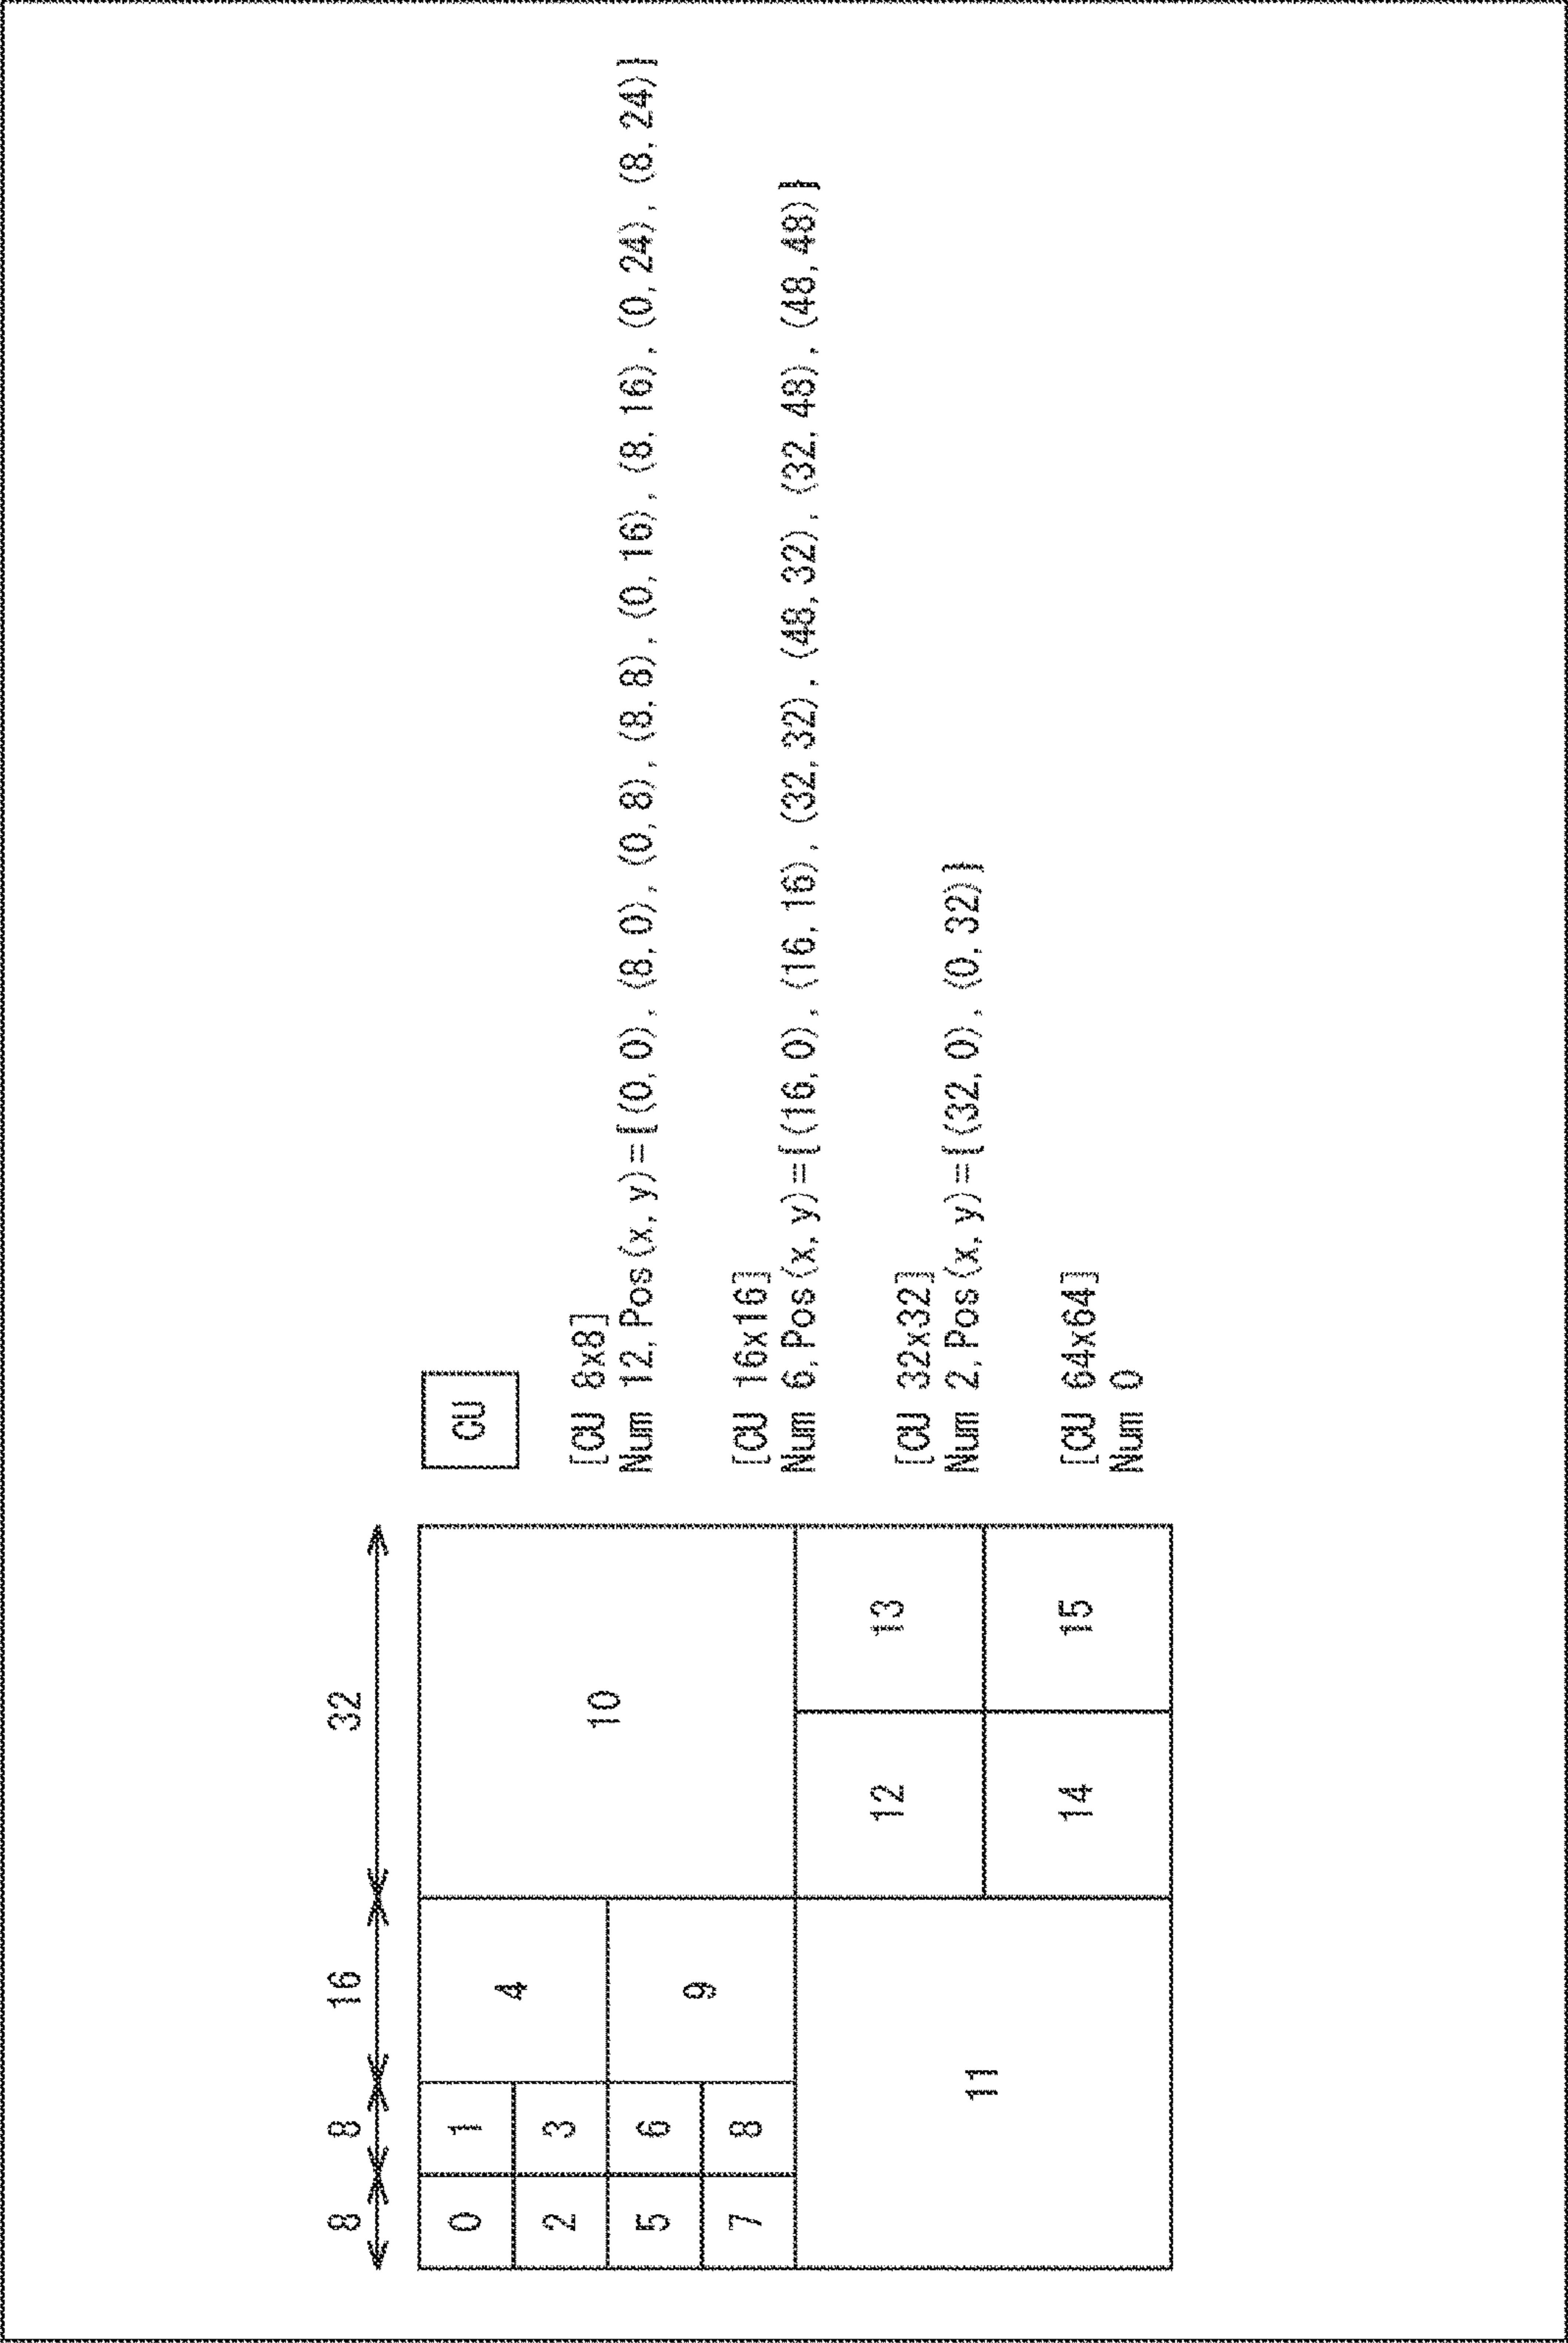 8 8 16 32
0 1 4 10
2 3
5 6 9
7 8
11 12 13
14 15
CU
[CU 8x8]
Num 12, Pos(x, y)=[(0, 0), (8, 0), (0, 8), (8, 8), (0, 16), (8, 16), (0, 24), (8, 24)]
[CU 16x16]
Num 6, Pos(x, y)=[(16, 0), (16, 16), (32, 32), (48, 32), (32, 48), (48, 48)]
[CU 32x32]
Num 2, Pos(x, y)=[(32, 0), (0, 32)]
[CU 64x64]
Num 0